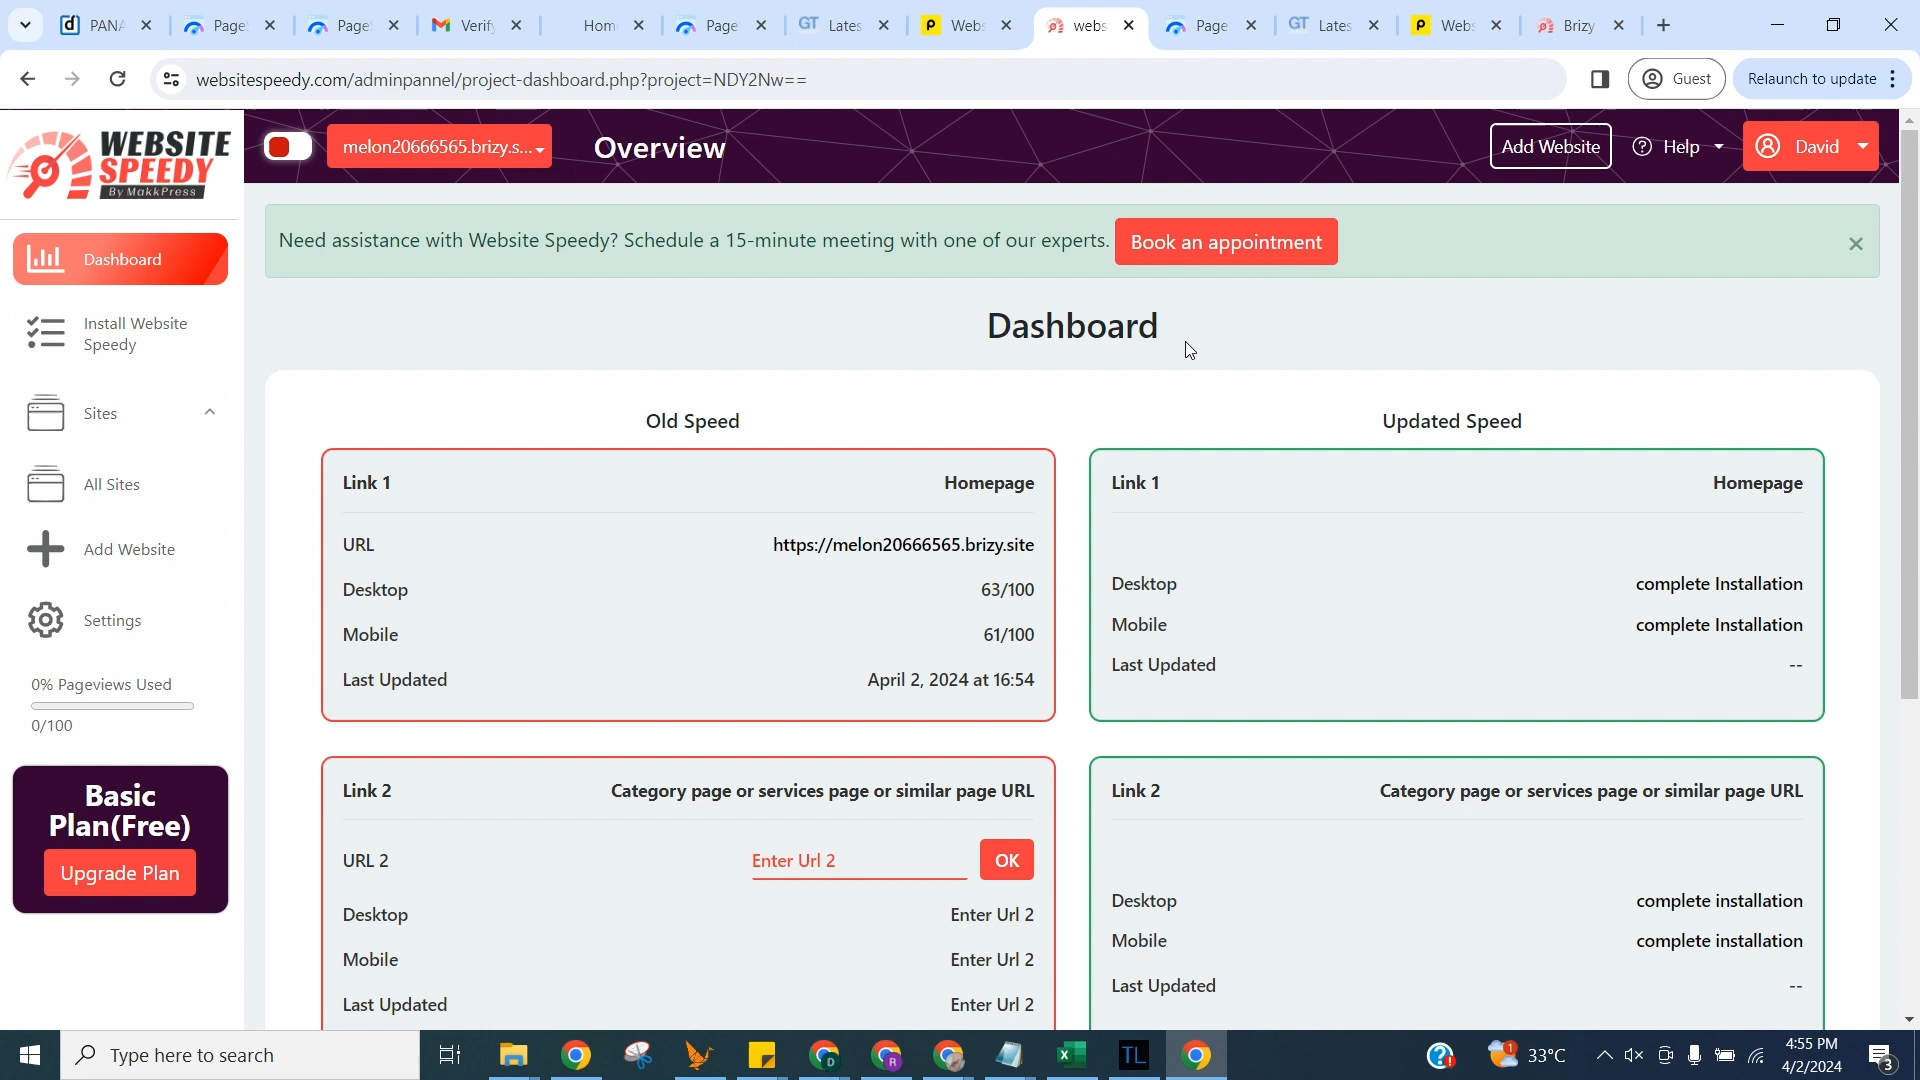 PANA
Page
Page
Verify
Hom
Page
GT Lates
Webs
webs
Page
GT Lates
Webs
Brizy
websitespeedy.com/adminpannel/project-dashboard.php?project=NDY2Nw==
Guest
Relaunch to update
WEBSITE
SPEEDY
By MakkPress
melon20666565.brizy.s...
Overview
Add Website
Help
David
Need assistance with Website Speedy? Schedule a 15-minute meeting with one of our experts.
Book an appointment
Dashboard
Install Website
Speedy
Sites
All Sites
Add Website
Settings
0% Pageviews Used
0/100
Basic
Plan(Free)
Upgrade Plan
Dashboard
Old Speed
Link 1 Homepage
URL https://melon20666565.brizy.site
Desktop 63/100
Mobile 61/100
Last Updated April 2, 2024 at 16:54
Link 2 Category page or services page or similar page URL
URL 2 Enter Url 2 OK
Desktop Enter Url 2
Mobile Enter Url 2
Last Updated Enter Url 2
Updated Speed
Link 1 Homepage
Desktop complete Installation
Mobile complete Installation
Last Updated --
Link 2 Category page or services page or similar page URL
Desktop complete installation
Mobile complete installation
Last Updated --
Type here to search
TL
33°C
4:55 PM
4/2/2024
3